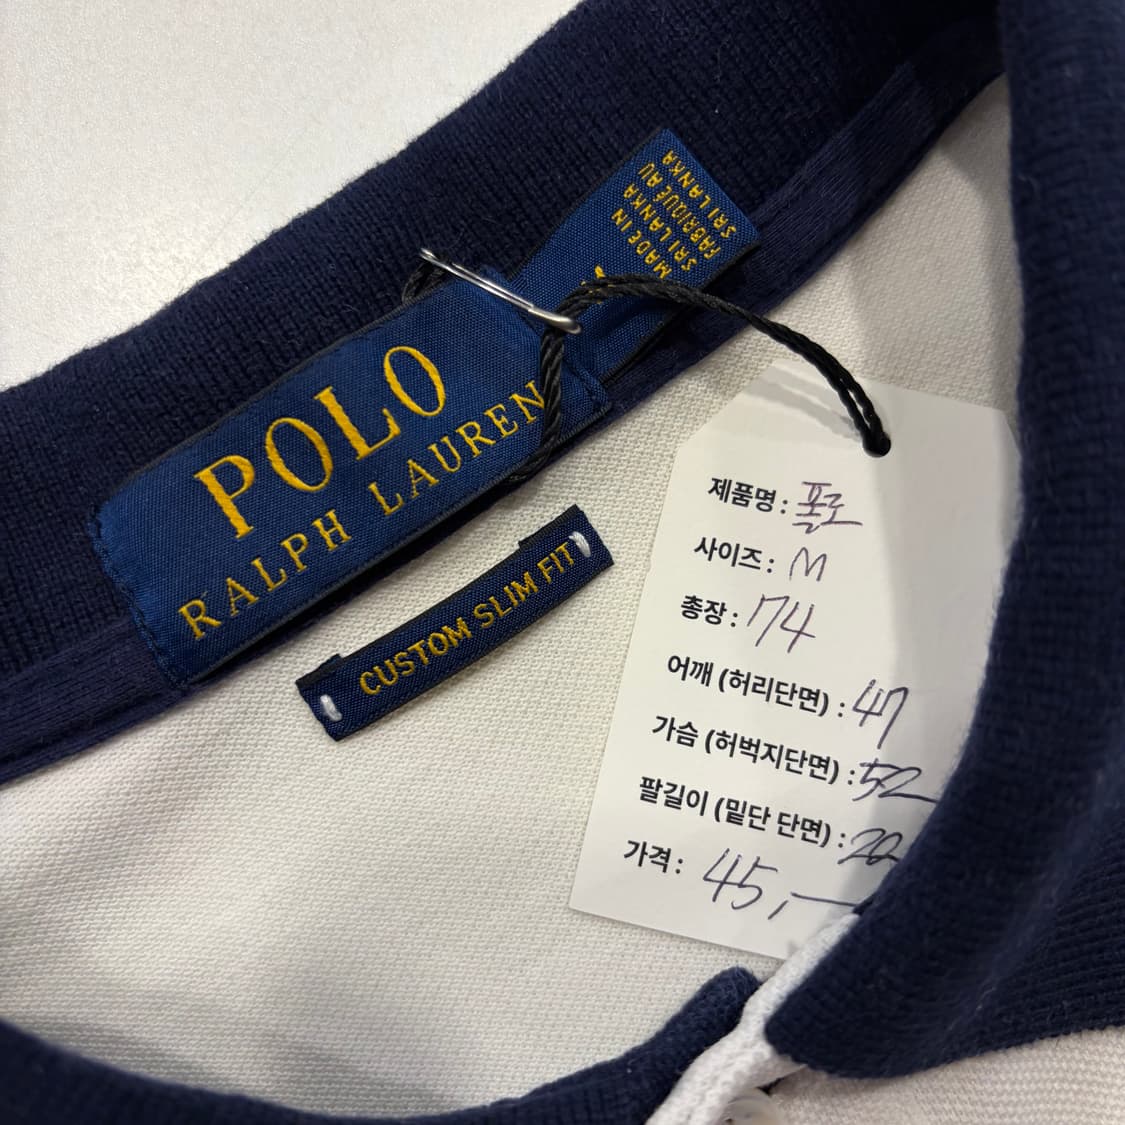 POLO
RALPH LAUREN
CUSTOM SLIM FIT
MADE IN
SRI LANKA
FABRIQUÉ AU
SRI LANKA
제품명 : 폴로
사이즈 : M
총장 : 74
어깨 (허리단면) : 47
가슴 (허벅지단면) : 52
팔길이 (밑단 단면) : 22
가격 : 45,—